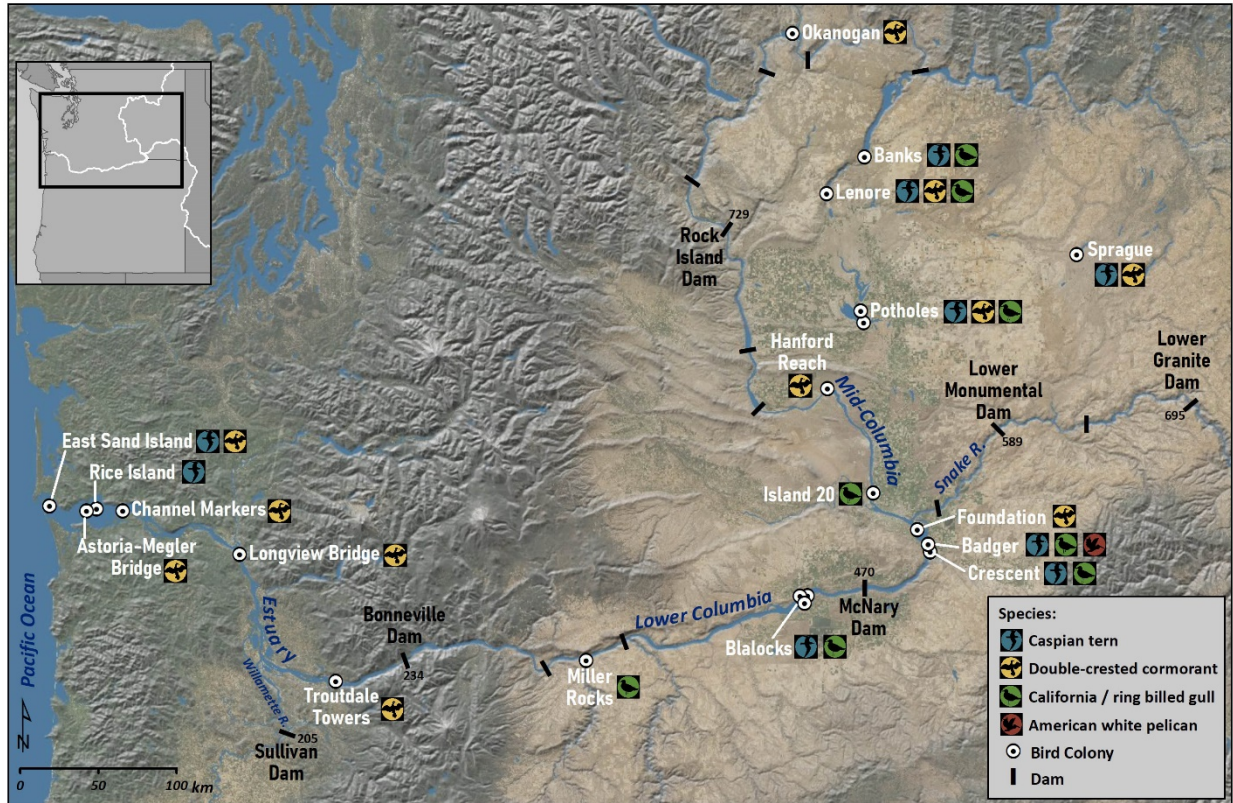 Okanogan
Banks
Lenore
729
Rock
Island
Dam
Sprague
Potholes
Hanford
Reach
Mid-Columbia
Lower
Monumental
Dam
589
Lower
Granite
Dam
695
Snake R.
East Sand Island
Rice Island
Channel Markers
Astoria-Megler
Bridge
Longview Bridge
Island 20
Foundation
Badger
Crescent
Pacific Ocean
Estuary
Willamette R.
Bonneville
Dam
234
Lower Columbia
470
McNary
Dam
Blalocks
Miller
Rocks
Troutdale
Towers
205
Sullivan
Dam
N
0 50 100 km
Species:
Caspian tern
Double-crested cormorant
California / ring billed gull
American white pelican
Bird Colony
Dam